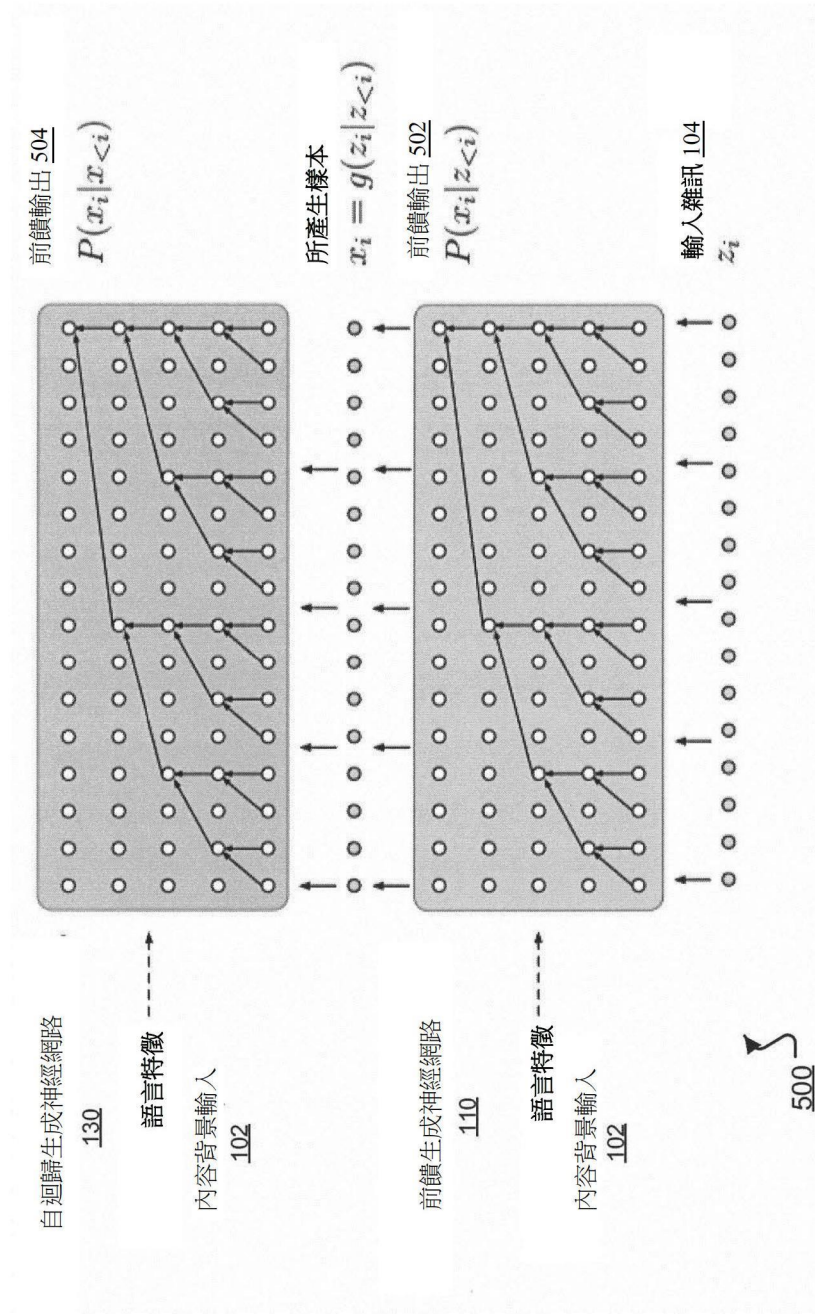 自迴歸生成神經網路
130
語言特徵
內容背景輸入
102
前饋輸出 504
P(x_i|x_{<i})
所產生樣本
x_i = g(z_i|z_{<i})
前饋生成神經網路
110
語言特徵
內容背景輸入
102
前饋輸出 502
P(x_i|z_{<i})
輸入雜訊 104
z_i
500